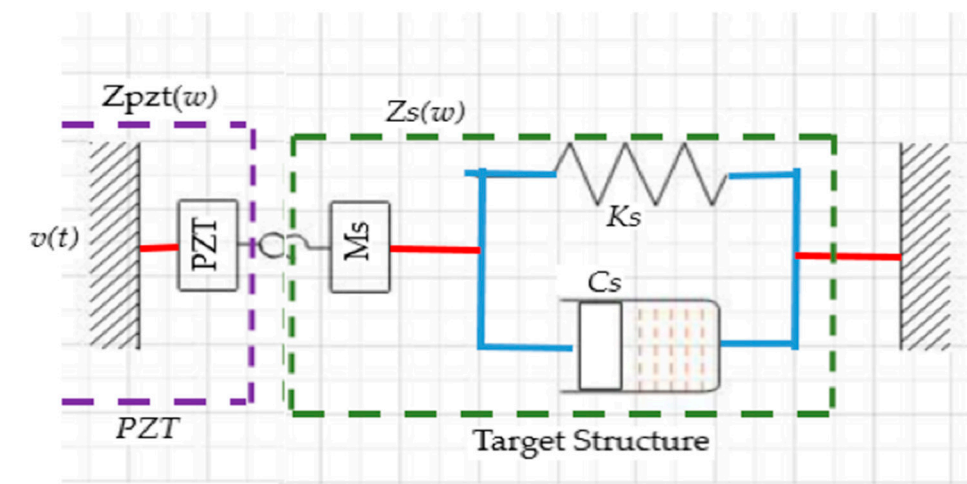 Zpzt(w)
Zs(w)
v(t)
PZT
Ms
Ks
Cs
PZT
Target Structure